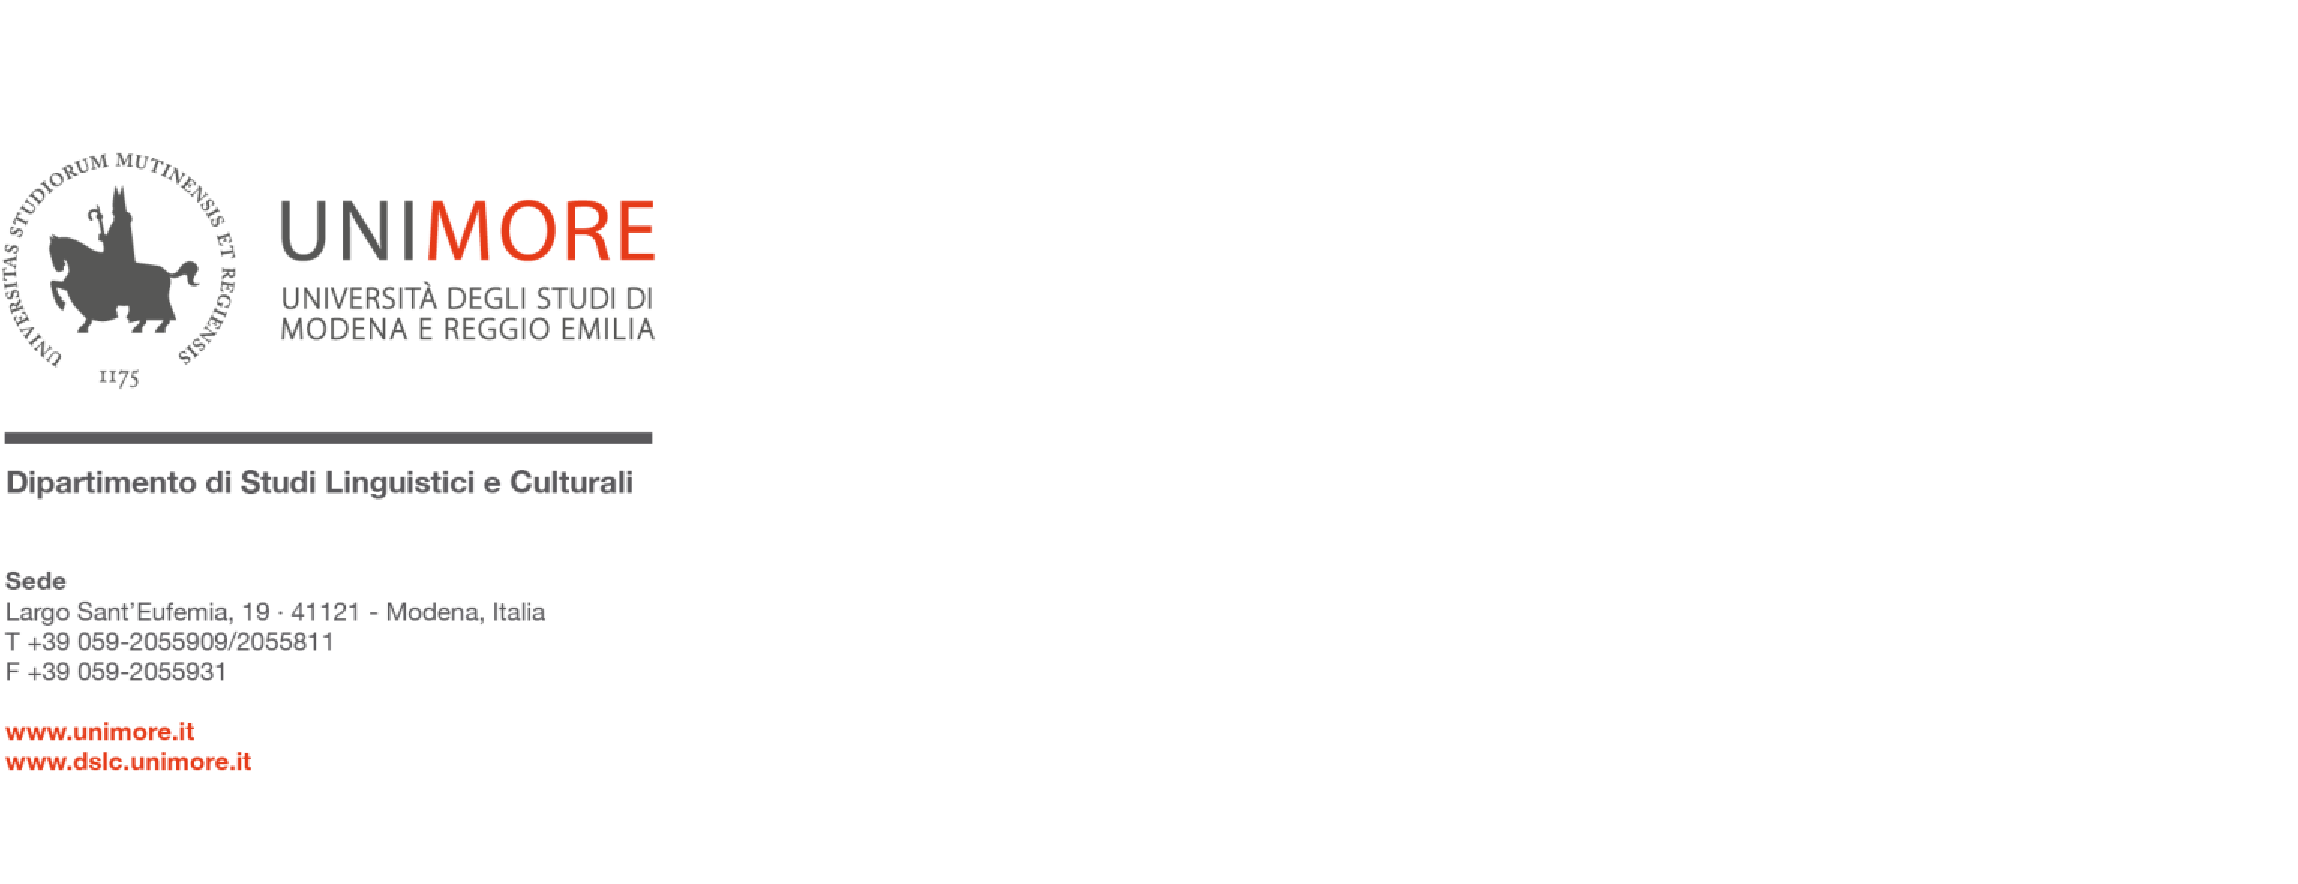 UNIVERSITAS STUDIORUM MUTINENSIS ET REGIENSIS
1175
UNIMORE
UNIVERSITÀ DEGLI STUDI DI
MODENA E REGGIO EMILIA
Dipartimento di Studi Linguistici e Culturali
Sede
Largo Sant’Eufemia, 19 · 41121 - Modena, Italia
T +39 059-2055909/2055811
F +39 059-2055931
www.unimore.it
www.dslc.unimore.it